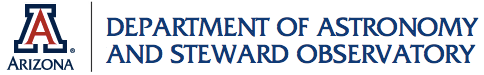 A®
ARIZONA
DEPARTMENT OF ASTRONOMY
AND STEWARD OBSERVATORY